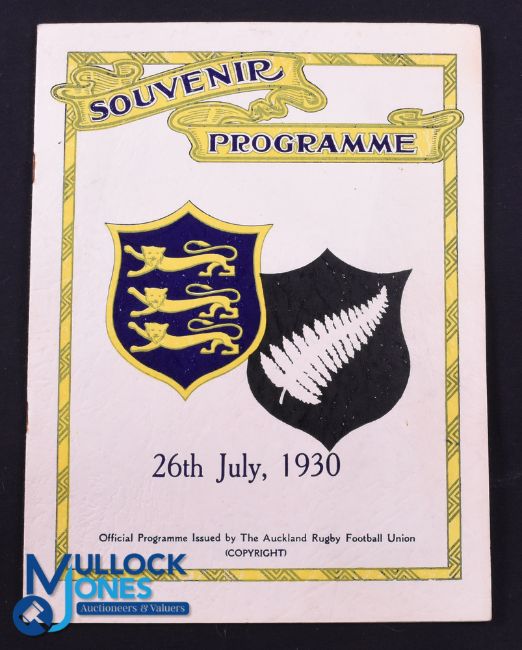 SOUVENIR
PROGRAMME
26th July, 1930
Official Programme Issued by The Auckland Rugby Football Union
(COPYRIGHT)
MULLOCK
JONES
Auctioneers & Valuers